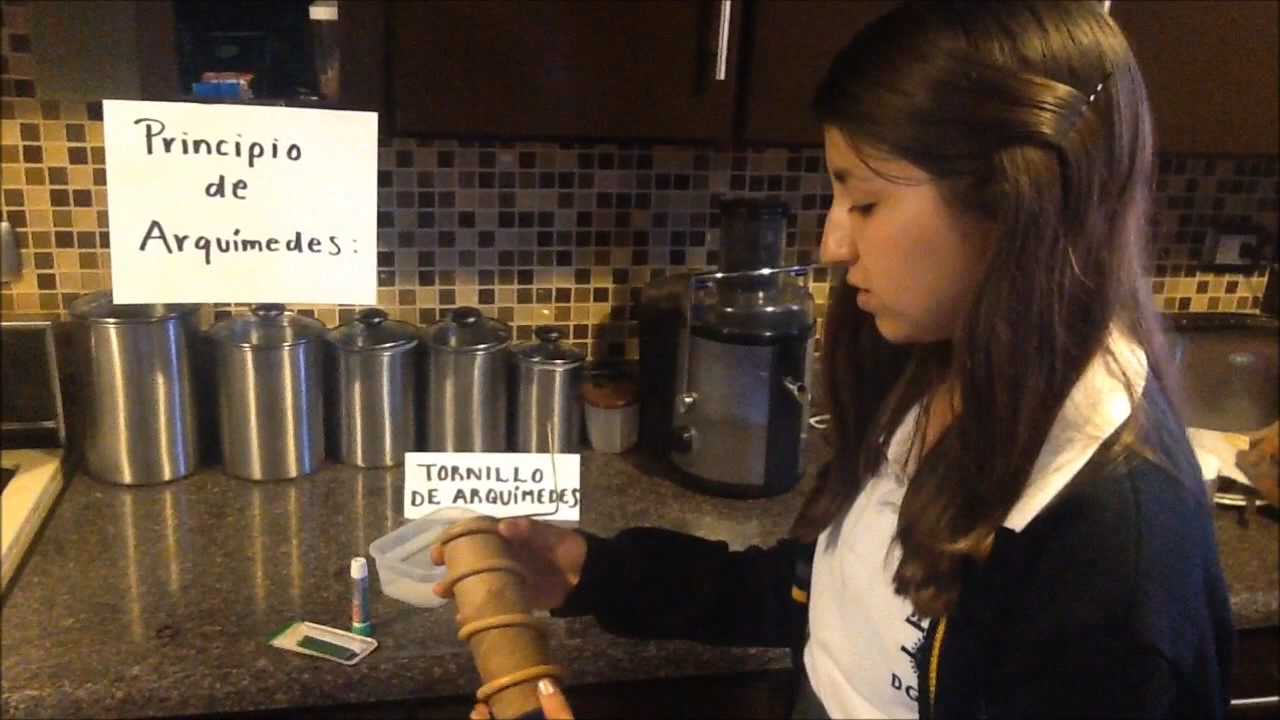 Principio
de
Arquímedes:
TORNILLO
DE ARQUÍMEDES